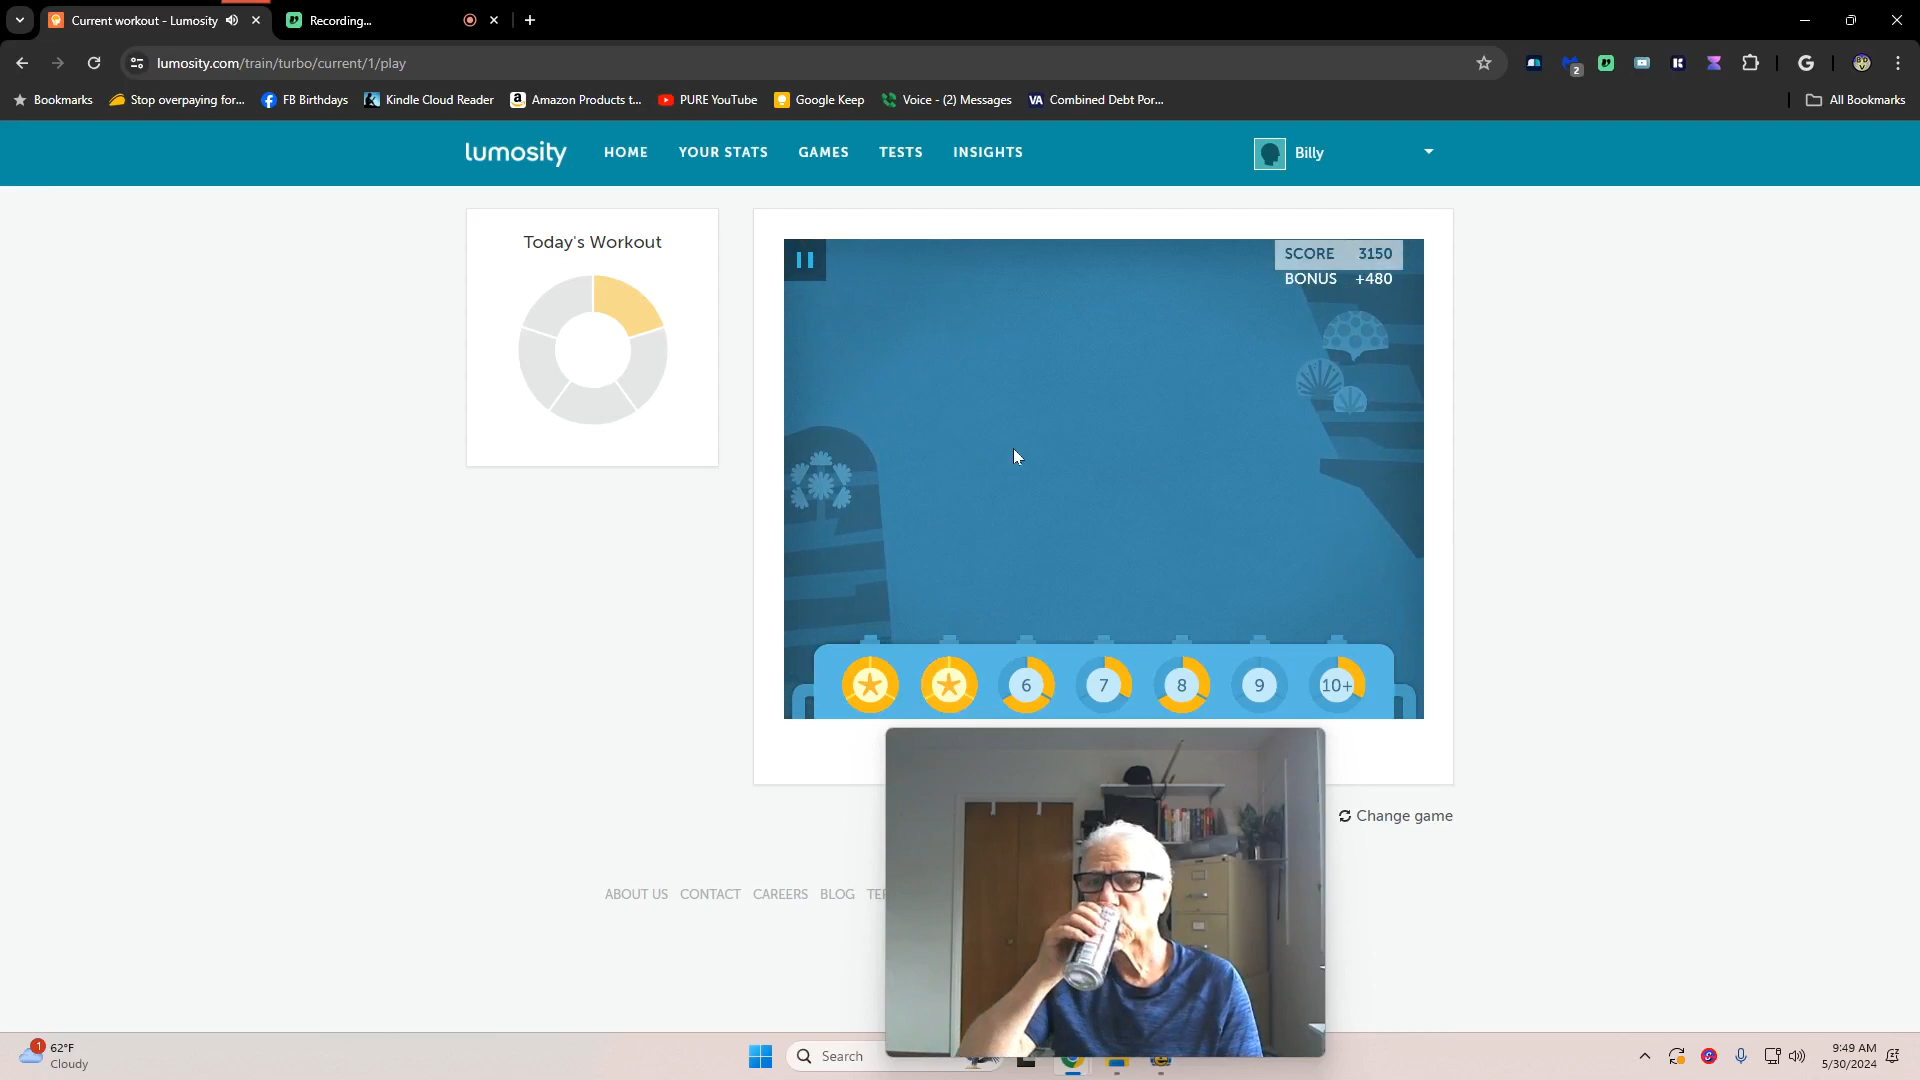 Current workout - Lumosity
Recording...
lumosity.com/train/turbo/current/1/play
2
Bookmarks
Stop overpaying for...
FB Birthdays
Kindle Cloud Reader
Amazon Products t...
PURE YouTube
Google Keep
Voice - (2) Messages
VA Combined Debt Por...
All Bookmarks
lumosity
HOME
YOUR STATS
GAMES
TESTS
INSIGHTS
Billy
Today's Workout
SCORE 3150
BONUS +480
6
7
8
9
10+
Change game
ABOUT US
CONTACT
CAREERS
BLOG
1
62°F
Cloudy
Search
9:49 AM
5/30/2024